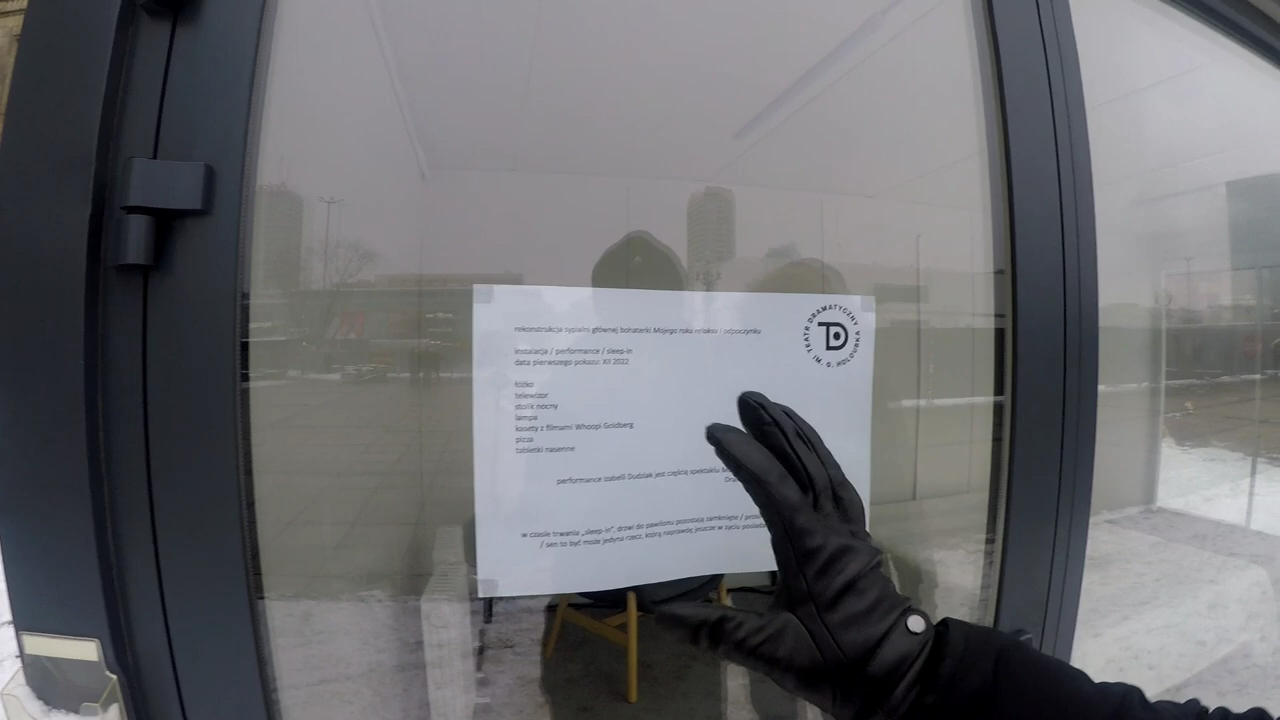 rekonstrukcja sypialni głównej bohaterki Mojego roku relaksu i odpoczynku
instalacja / performance / sleep-in
data pierwszego pokazu: XII 2022
łóżko
telewizor
stolik nocny
lampa
kasety z filmami Whoopi Goldberg
pizza
tabletki nasenne
performance Izabelli Dudziak jest częścią spektaklu
w czasie trwania „sleep-in”, drzwi do pawilonu pozostają zamknięte /
/ sen to być może jedyna rzecz, którą naprawdę jeszcze w życiu
TEATR DRAMATYCZNY
IM. G. HOLOUBKA
TD